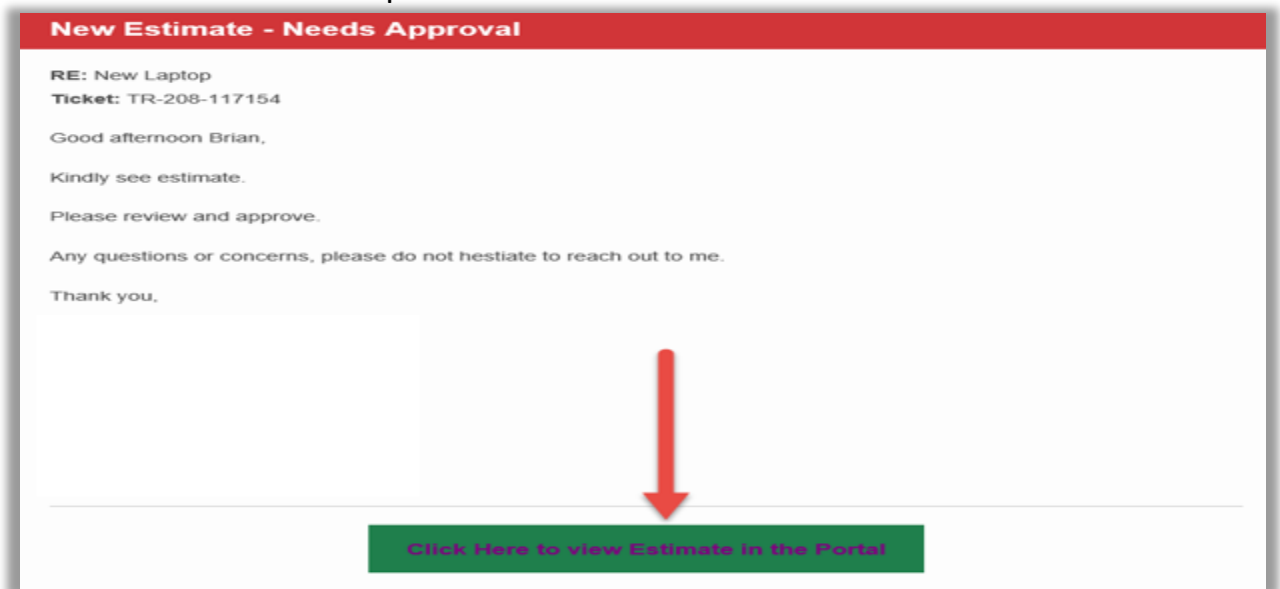 New Estimate - Needs Approval
RE: New Laptop
Ticket: TR-208-117154
Good afternoon Brian,
Kindly see estimate.
Please review and approve.
Any questions or concerns, please do not hestiate to reach out to me.
Thank you,
Click Here to view Estimate in the Portal